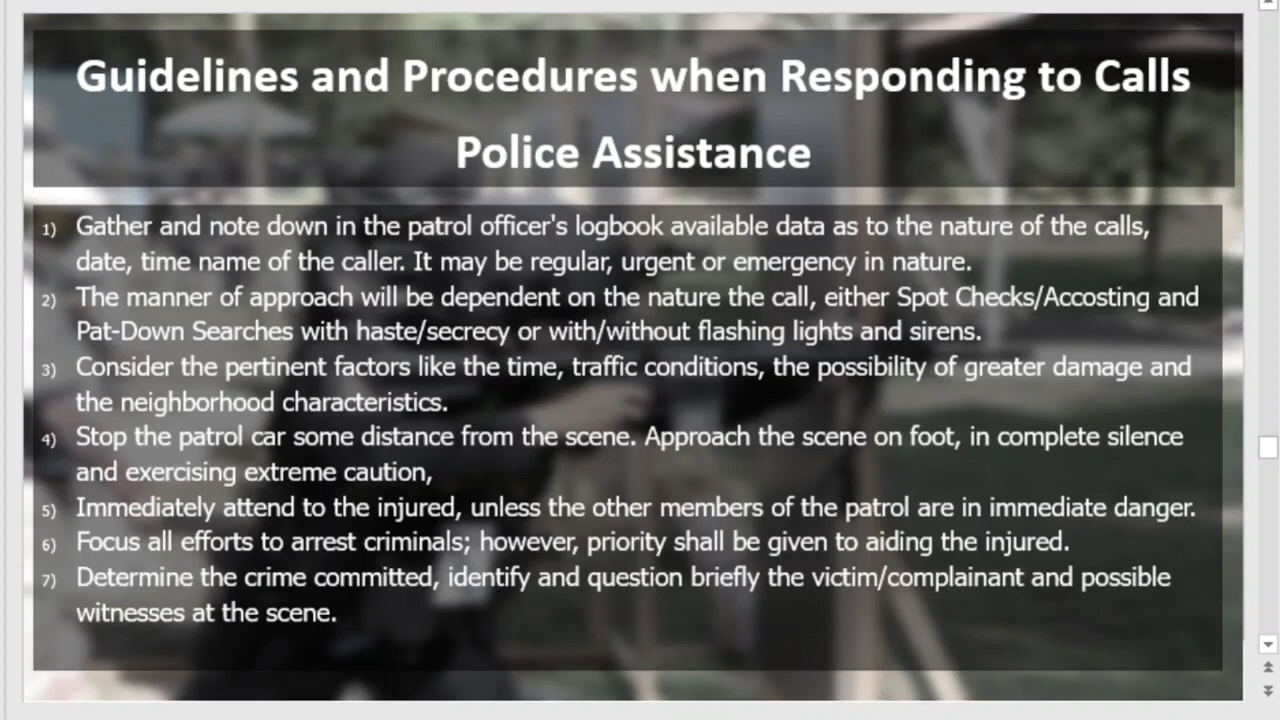 Guidelines and Procedures when Responding to Calls
Police Assistance
1) Gather and note down in the patrol officer's logbook available data as to the nature of the calls,
date, time name of the caller. It may be regular, urgent or emergency in nature.
2) The manner of approach will be dependent on the nature the call, either Spot Checks/Accosting and
Pat-Down Searches with haste/secrecy or with/without flashing lights and sirens.
3) Consider the pertinent factors like the time, traffic conditions, the possibility of greater damage and
the neighborhood characteristics.
4) Stop the patrol car some distance from the scene. Approach the scene on foot, in complete silence
and exercising extreme caution,
5) Immediately attend to the injured, unless the other members of the patrol are in immediate danger.
6) Focus all efforts to arrest criminals; however, priority shall be given to aiding the injured.
7) Determine the crime committed, identify and question briefly the victim/complainant and possible
witnesses at the scene.